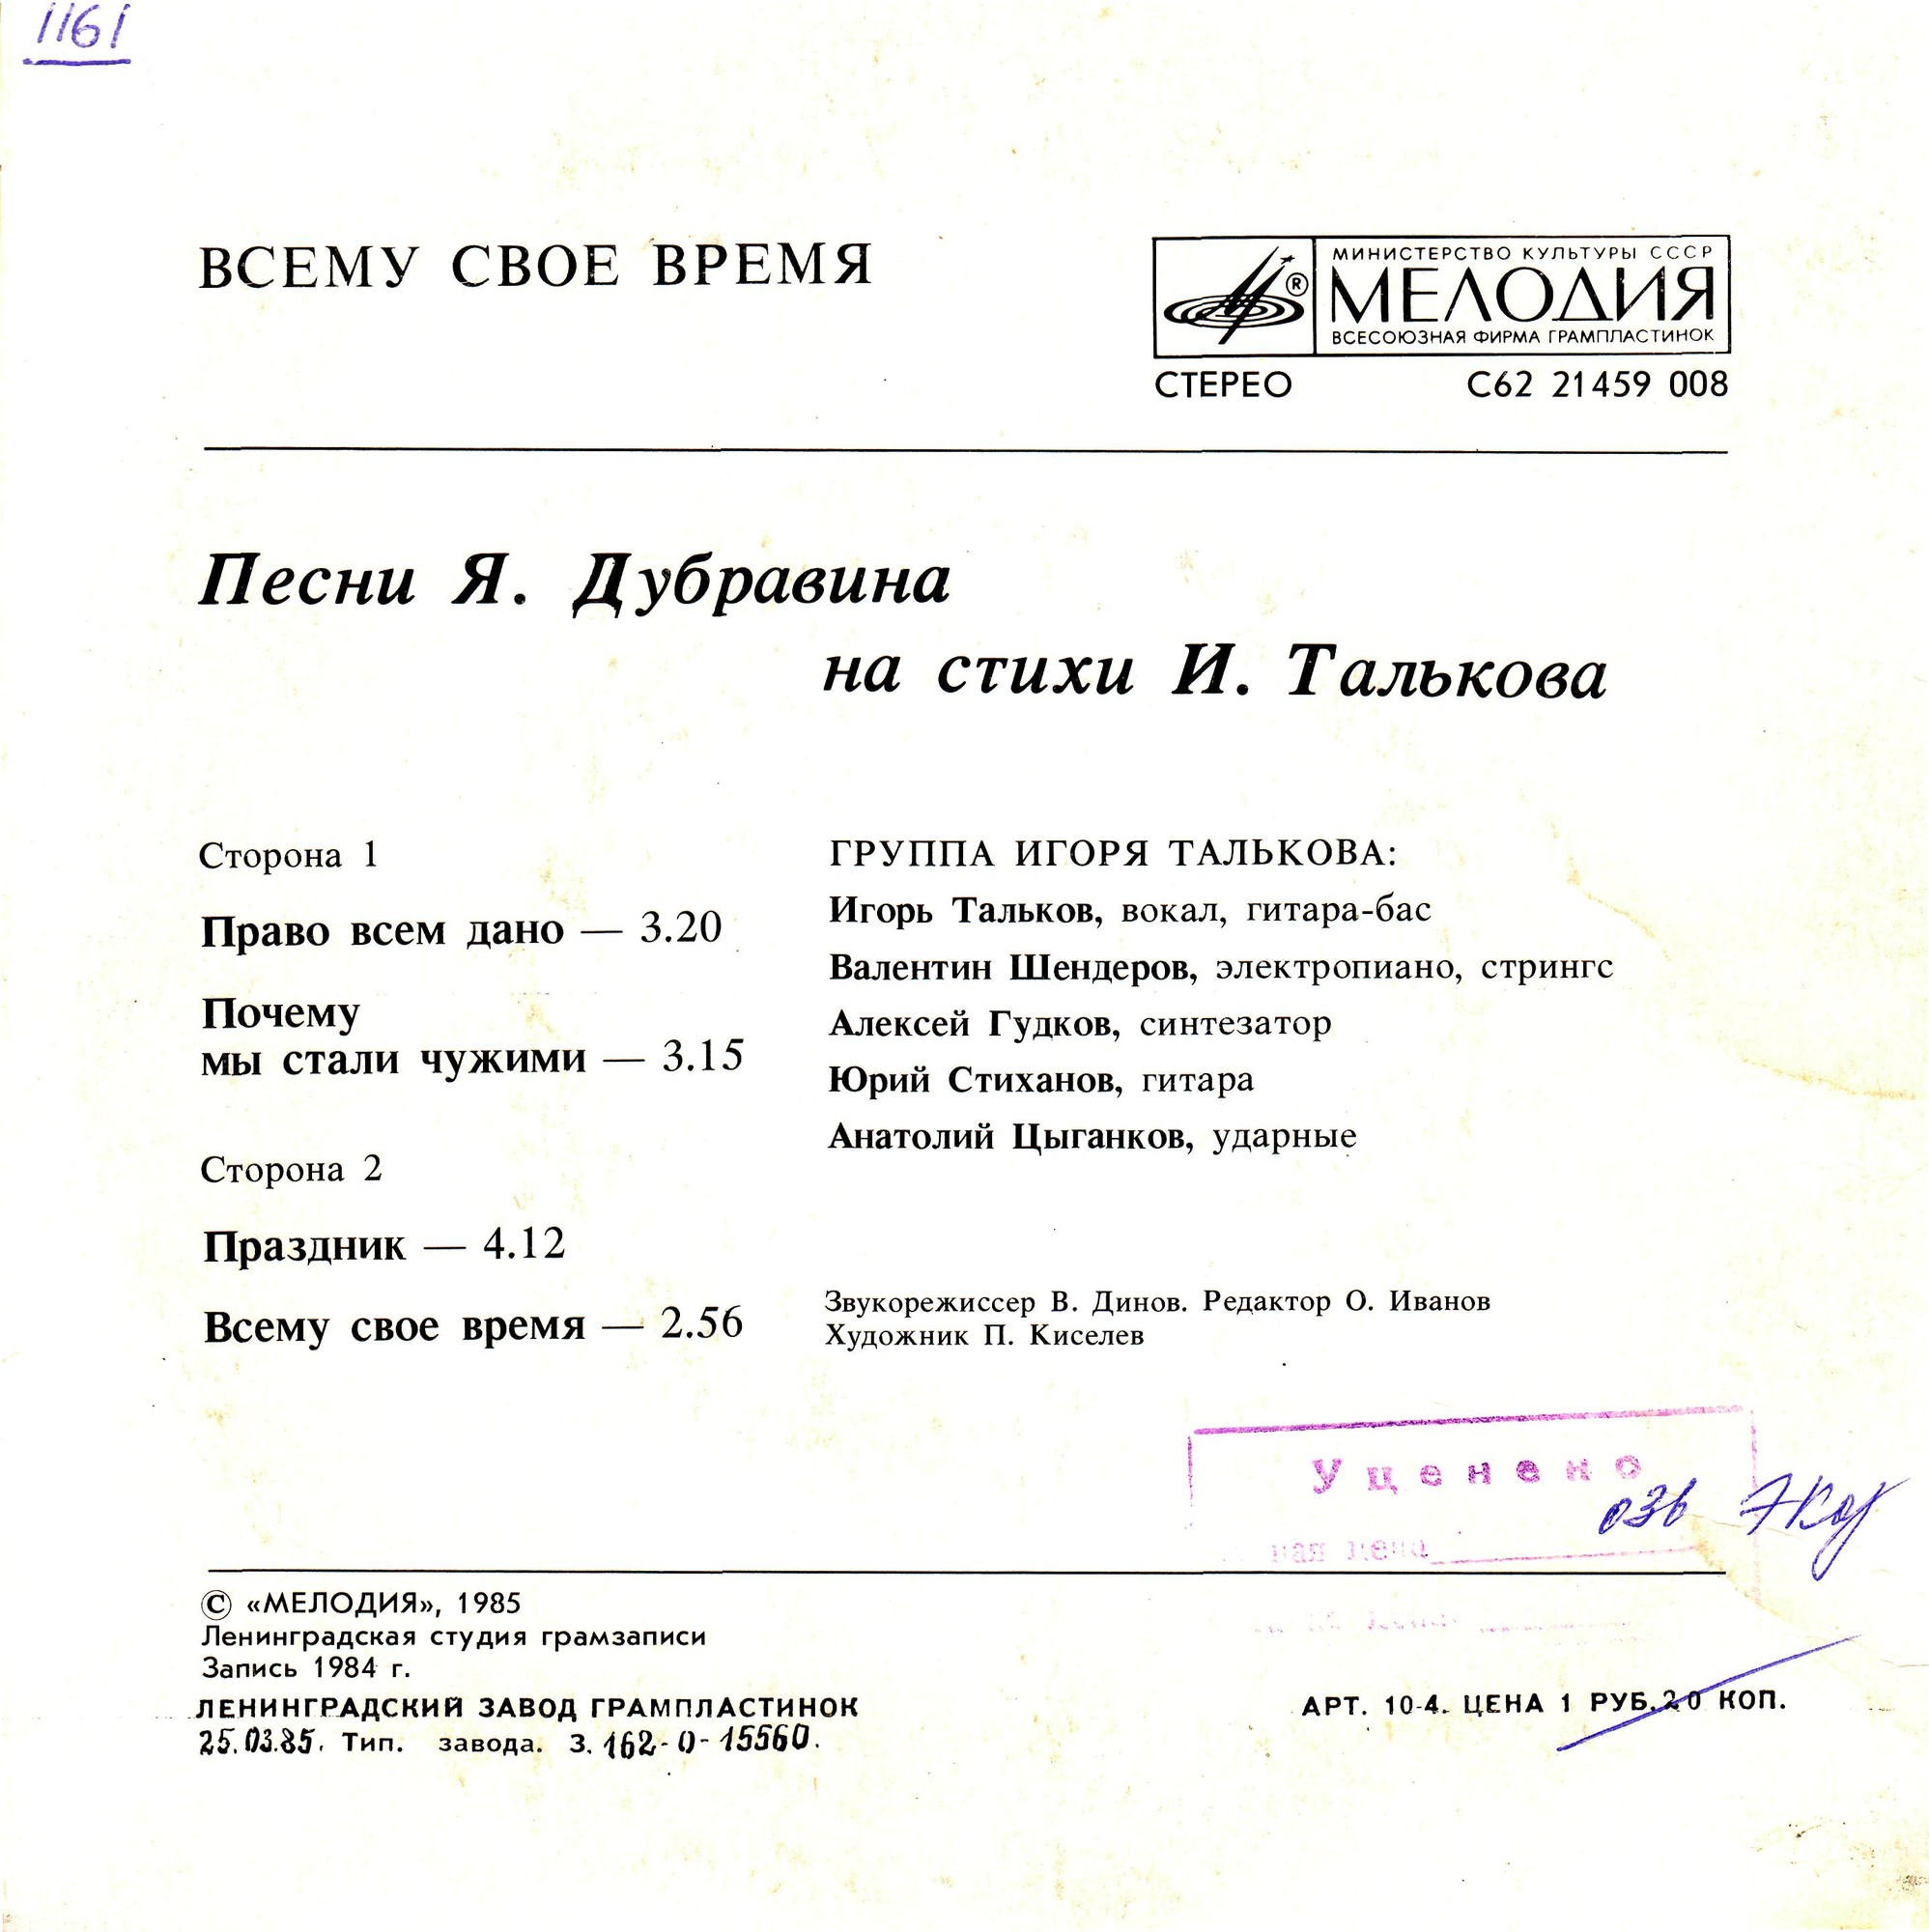 1161
ВСЕМУ СВОЕ ВРЕМЯ
МИНИСТЕРСТВО КУЛЬТУРЫ СССР
®
МЕЛОДИЯ
ВСЕСОЮЗНАЯ ФИРМА ГРАМПЛАСТИНОК
СТЕРЕО С62 21459 008
Песни Я. Дубравина
на стихи И. Талькова
Сторона 1
Право всем дано — 3.20
Почему
мы стали чужими — 3.15
Сторона 2
Праздник — 4.12
Всему свое время — 2.56
ГРУППА ИГОРЯ ТАЛЬКОВА:
Игорь Тальков, вокал, гитара-бас
Валентин Шендеров, электропиано, стрингс
Алексей Гудков, синтезатор
Юрий Стиханов, гитара
Анатолий Цыганков, ударные
Звукорежиссер В. Динов. Редактор О. Иванов
Художник П. Киселев
Уценено
ная цена
© «МЕЛОДИЯ», 1985
Ленинградская студия грамзаписи
Запись 1984 г.
ЛЕНИНГРАДСКИЙ ЗАВОД ГРАМПЛАСТИНОК
25.03.85. Тип. завода. З. 162-0-15560.
АРТ. 10-4. ЦЕНА 1 РУБ. 20 КОП.